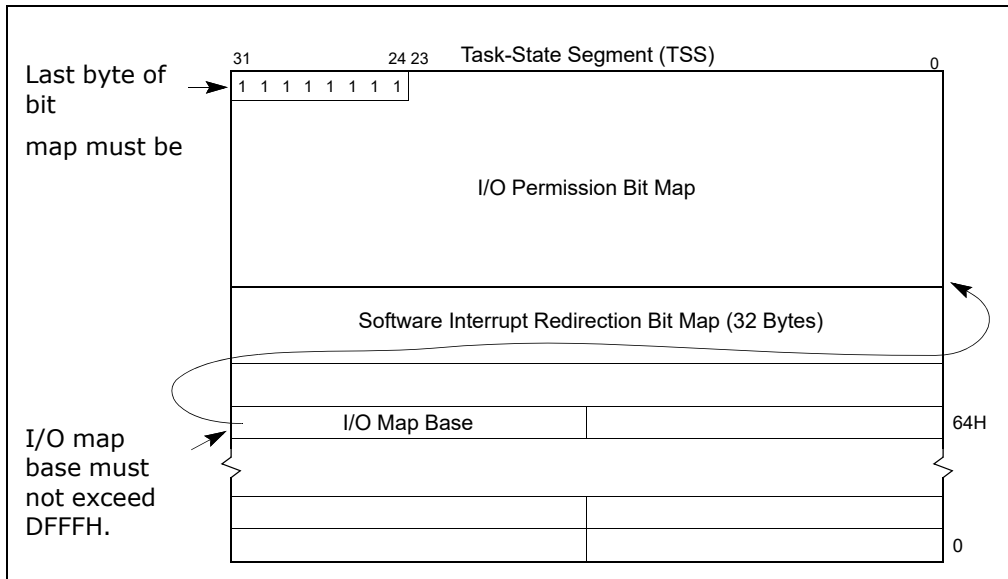 31 24 23 Task-State Segment (TSS) 0
Last byte of
bit
map must be
1 1 1 1 1 1 1 1
I/O Permission Bit Map
Software Interrupt Redirection Bit Map (32 Bytes)
I/O Map Base
64H
I/O map
base must
not exceed
DFFFH.
0